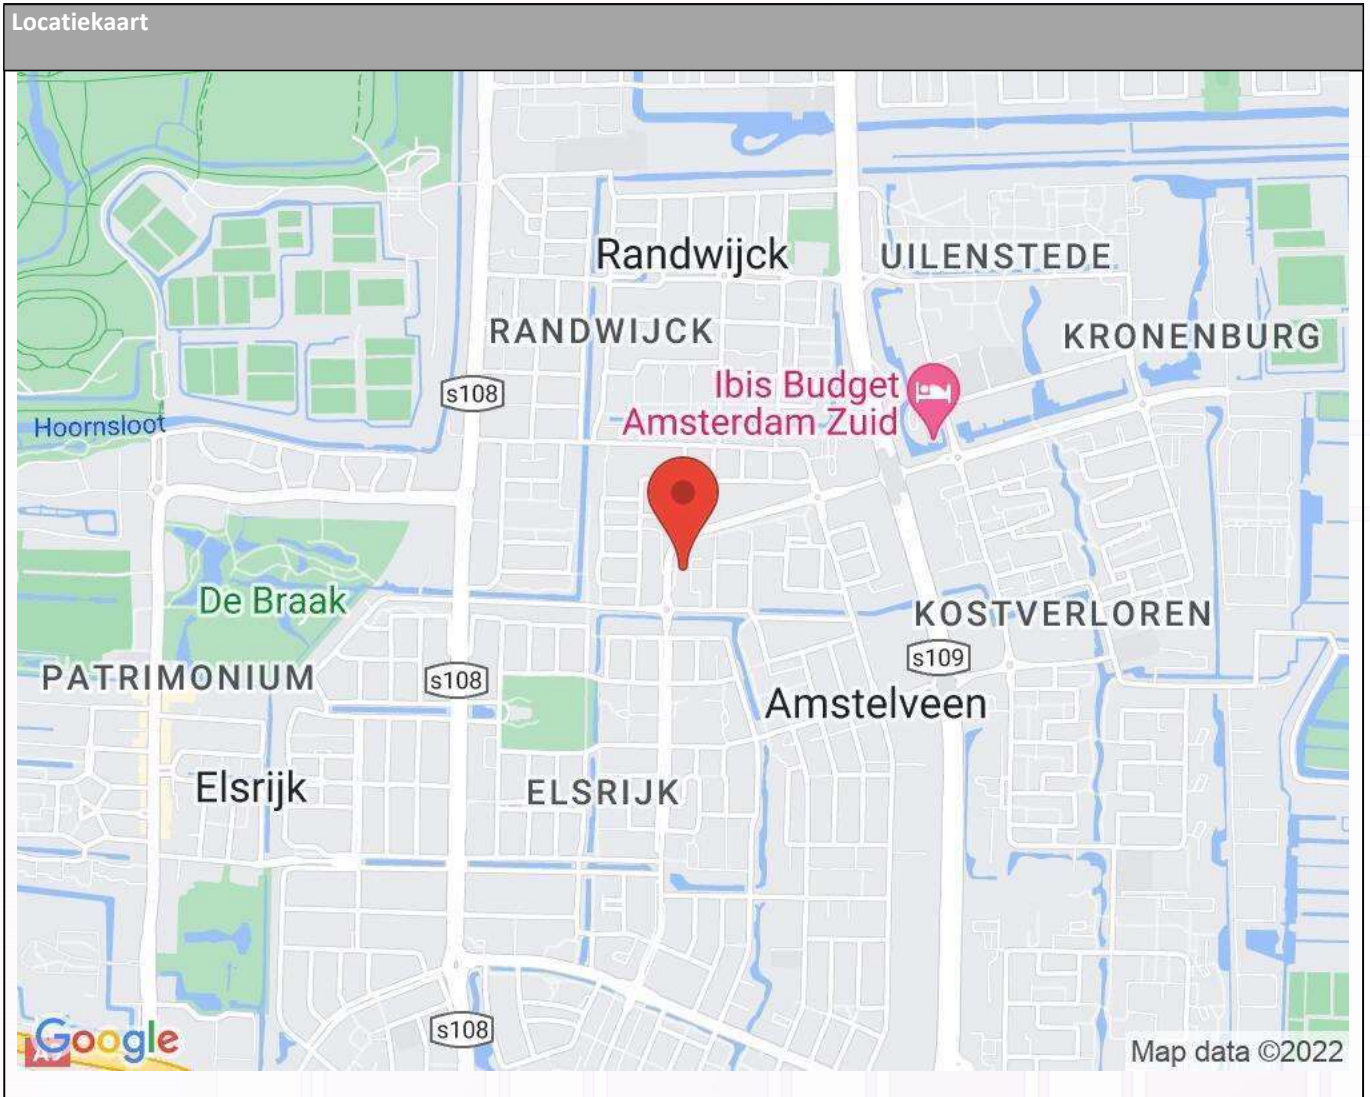 Locatiekaart
Randwijck
UILENSTEDE
RANDWIJCK
KRONENBURG
Ibis Budget
Amsterdam Zuid
s108
Hoornsloot
De Braak
KOSTVERLOREN
s109
PATRIMONIUM
s108
Amstelveen
Elsrijk
ELSRIJK
s108
Google
Map data ©2022